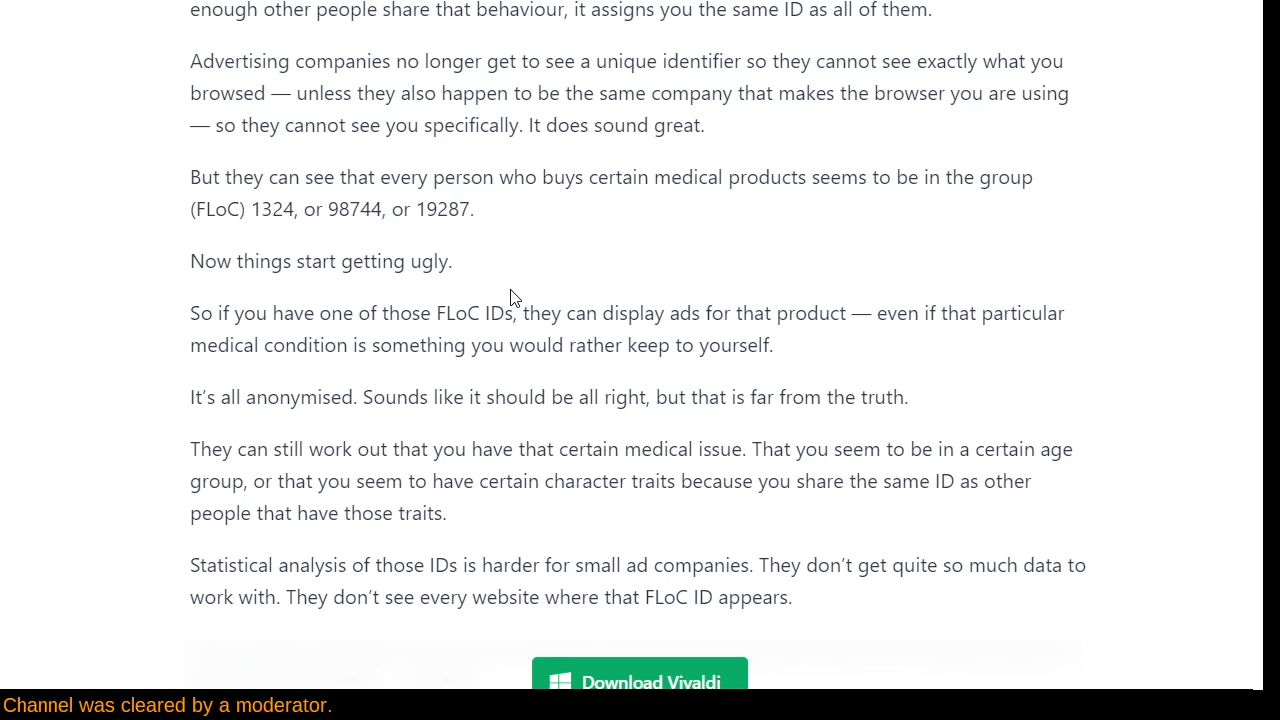 enough other people share that behaviour, it assigns you the same ID as all of them.
Advertising companies no longer get to see a unique identifier so they cannot see exactly what you
browsed — unless they also happen to be the same company that makes the browser you are using
— so they cannot see you specifically. It does sound great.
But they can see that every person who buys certain medical products seems to be in the group
(FLoC) 1324, or 98744, or 19287.
Now things start getting ugly.
So if you have one of those FLoC IDs, they can display ads for that product — even if that particular
medical condition is something you would rather keep to yourself.
It’s all anonymised. Sounds like it should be all right, but that is far from the truth.
They can still work out that you have that certain medical issue. That you seem to be in a certain age
group, or that you seem to have certain character traits because you share the same ID as other
people that have those traits.
Statistical analysis of those IDs is harder for small ad companies. They don’t get quite so much data to
work with. They don’t see every website where that FLoC ID appears.
Download Vivaldi
Channel was cleared by a moderator.